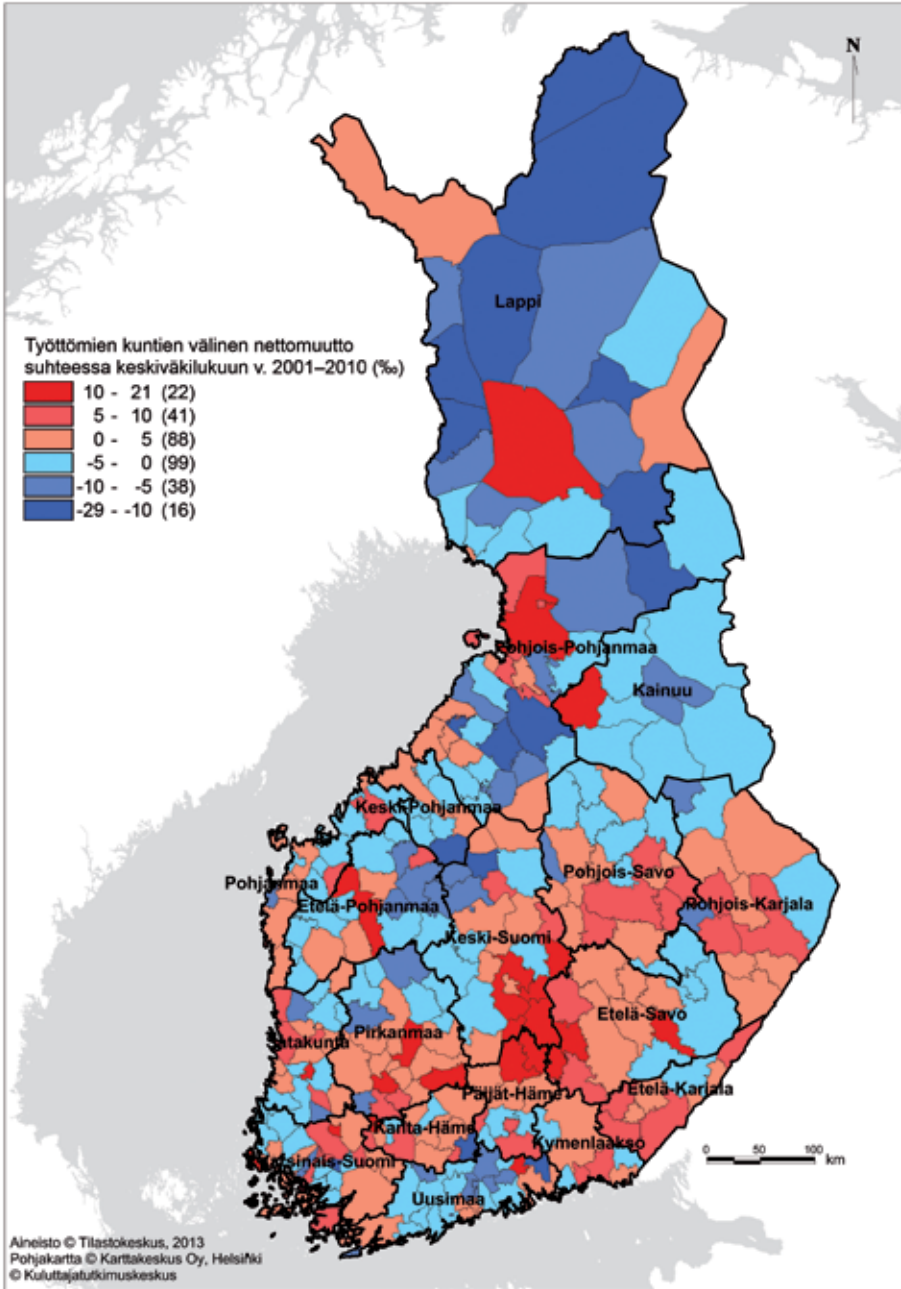 N
Lappi
Työttömien kuntien välinen nettomuutto
suhteessa keskiväkilukuun v. 2001–2010 (‰)
10 - 21 (22)
5 - 10 (41)
0 - 5 (88)
-5 - 0 (99)
-10 - -5 (38)
-29 - -10 (16)
Pohjois-Pohjanmaa
Kainuu
Keski-Pohjanmaa
Pohjois-Savo
Pohjanmaa
Etelä-Pohjanmaa
Pohjois-Karjala
Keski-Suomi
Etelä-Savo
Pirkanmaa
Satakunta
Päijät-Häme
Etelä-Karjala
Kanta-Häme
Kymenlaakso
Varsinais-Suomi
Uusimaa
0 50 100
km
Aineisto © Tilastokeskus, 2013
Pohjakartta © Karttakeskus Oy, Helsinki
© Kuluttajatutkimuskeskus